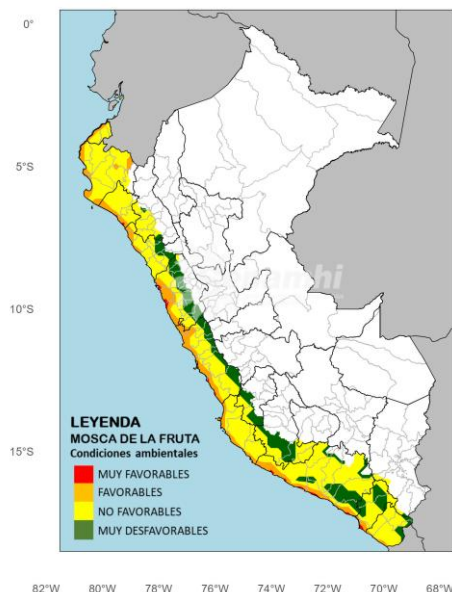 0°
5°S
10°S
15°S
LEYENDA
MOSCA DE LA FRUTA
Condiciones ambientales
MUY FAVORABLES
FAVORABLES
NO FAVORABLES
MUY DESFAVORABLES
82°W 80°W 78°W 76°W 74°W 72°W 70°W 68°W